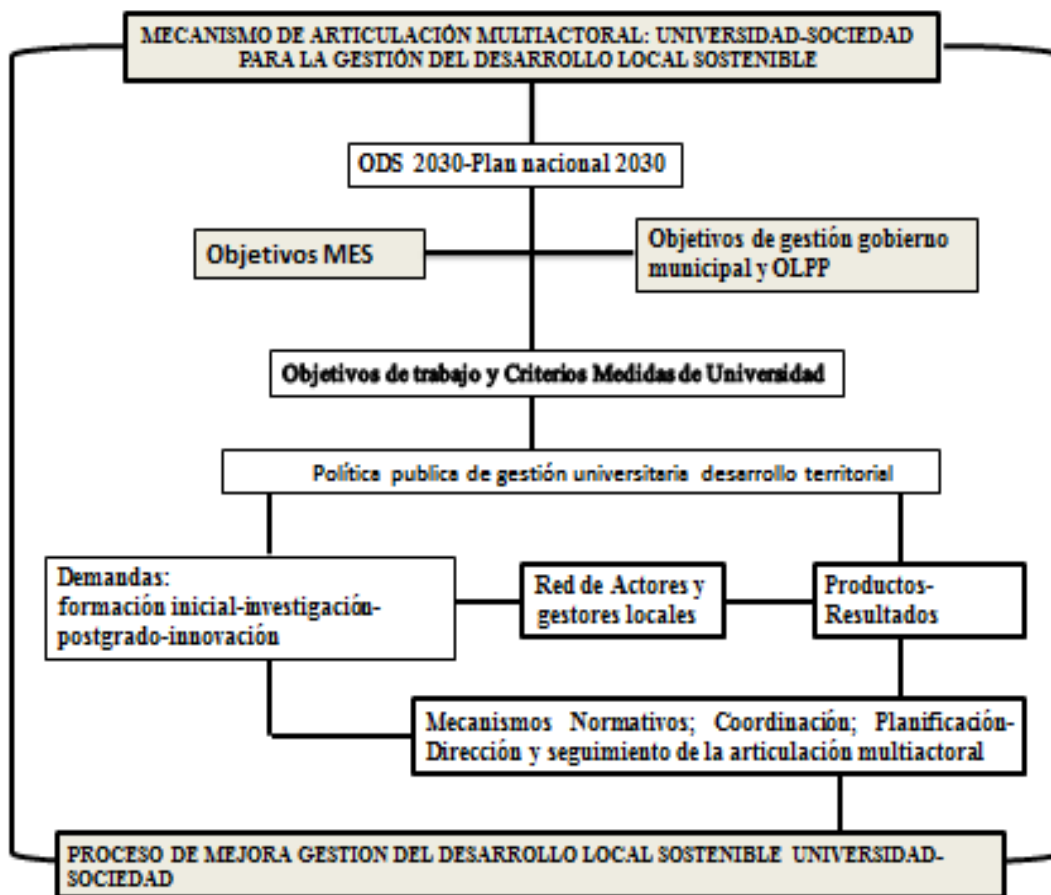 MECANISMO DE ARTICULACIÓN MULTIACTORAL: UNIVERSIDAD-SOCIEDAD
PARA LA GESTIÓN DEL DESARROLLO LOCAL SOSTENIBLE
ODS 2030-Plan nacional 2030
Objetivos MES
Objetivos de gestión gobierno
municipal y OLPP
Objetivos de trabajo y Criterios Medidas de Universidad
Política publica de gestión universitaria desarrollo territorial
Demandas:
formación inicial-investigación-
postgrado-innovación
Red de Actores y
gestores locales
Productos-
Resultados
Mecanismos Normativos; Coordinación; Planificación-
Dirección y seguimiento de la articulación multiactoral
PROCESO DE MEJORA GESTION DEL DESARROLLO LOCAL SOSTENIBLE UNIVERSIDAD-
SOCIEDAD